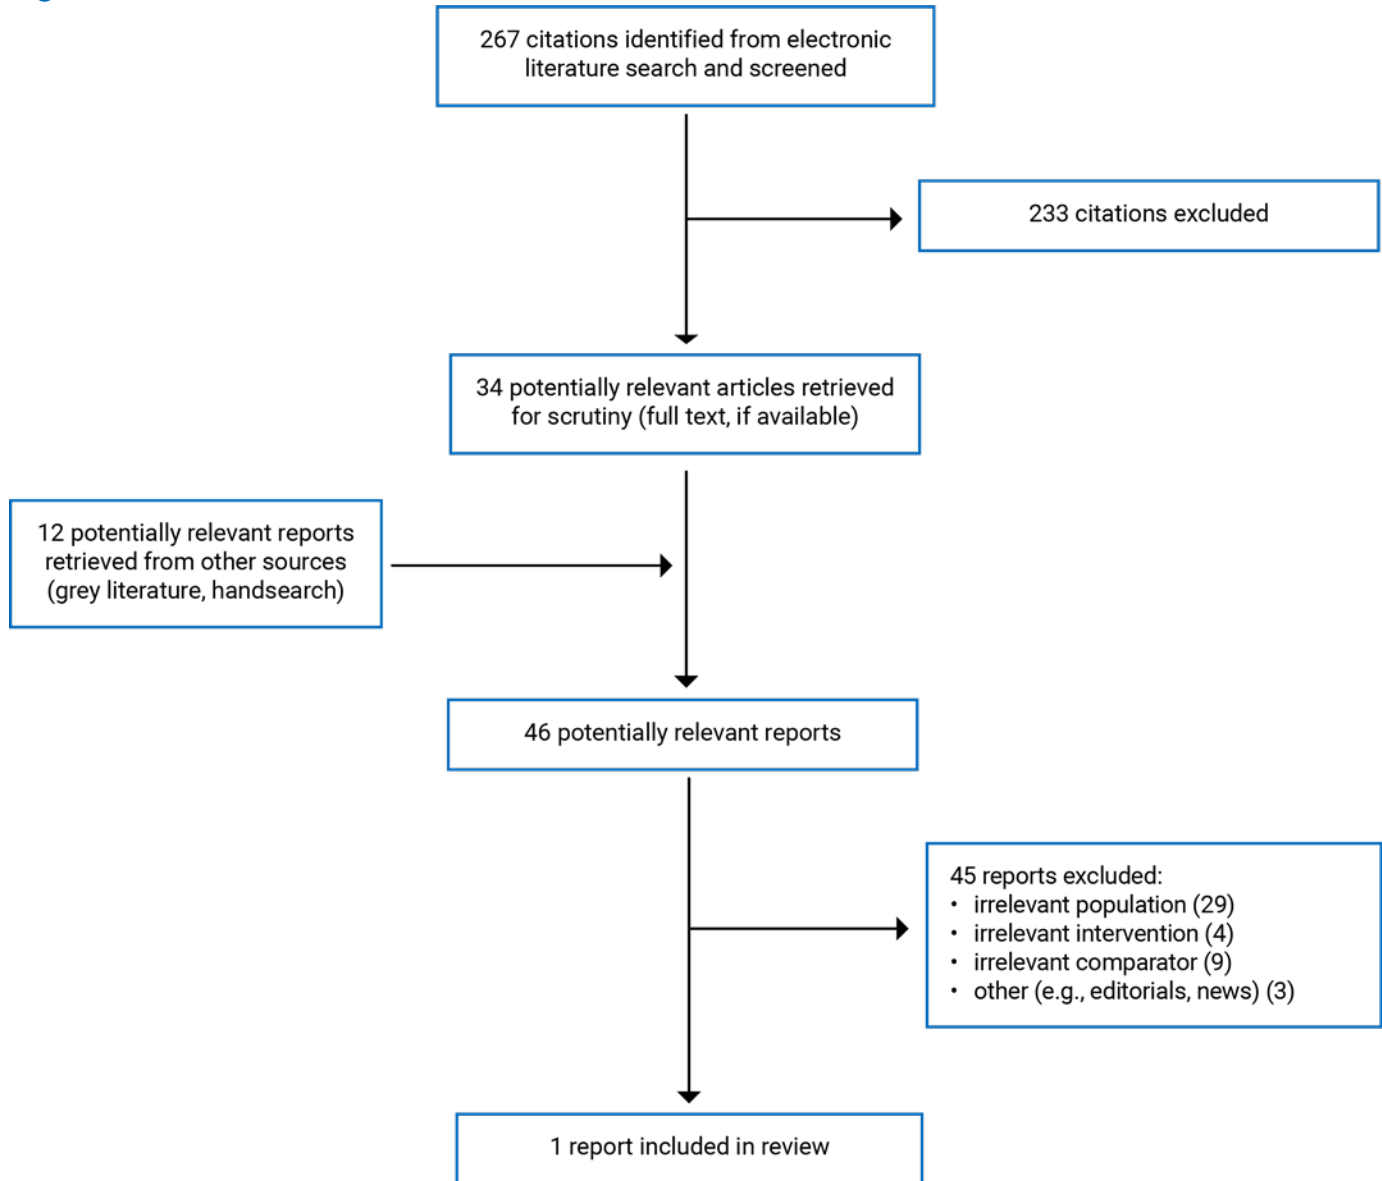 267 citations identified from electronic
literature search and screened
233 citations excluded
34 potentially relevant articles retrieved
for scrutiny (full text, if available)
12 potentially relevant reports
retrieved from other sources
(grey literature, handsearch)
46 potentially relevant reports
45 reports excluded:
• irrelevant population (29)
• irrelevant intervention (4)
• irrelevant comparator (9)
• other (e.g., editorials, news) (3)
1 report included in review